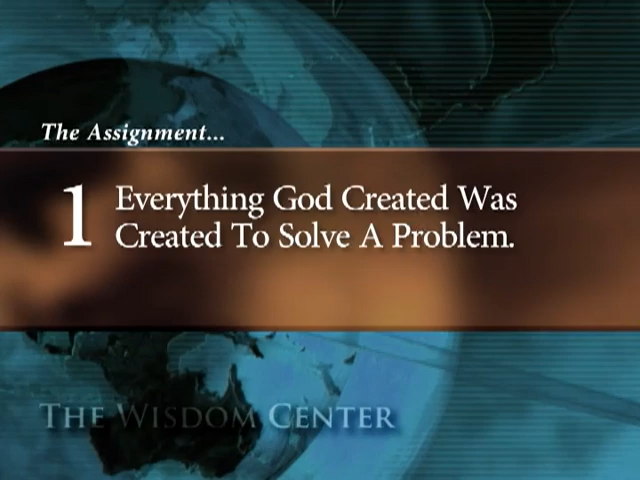 The Assignment...
1 Everything God Created Was
Created To Solve A Problem.
THE WISDOM CENTER